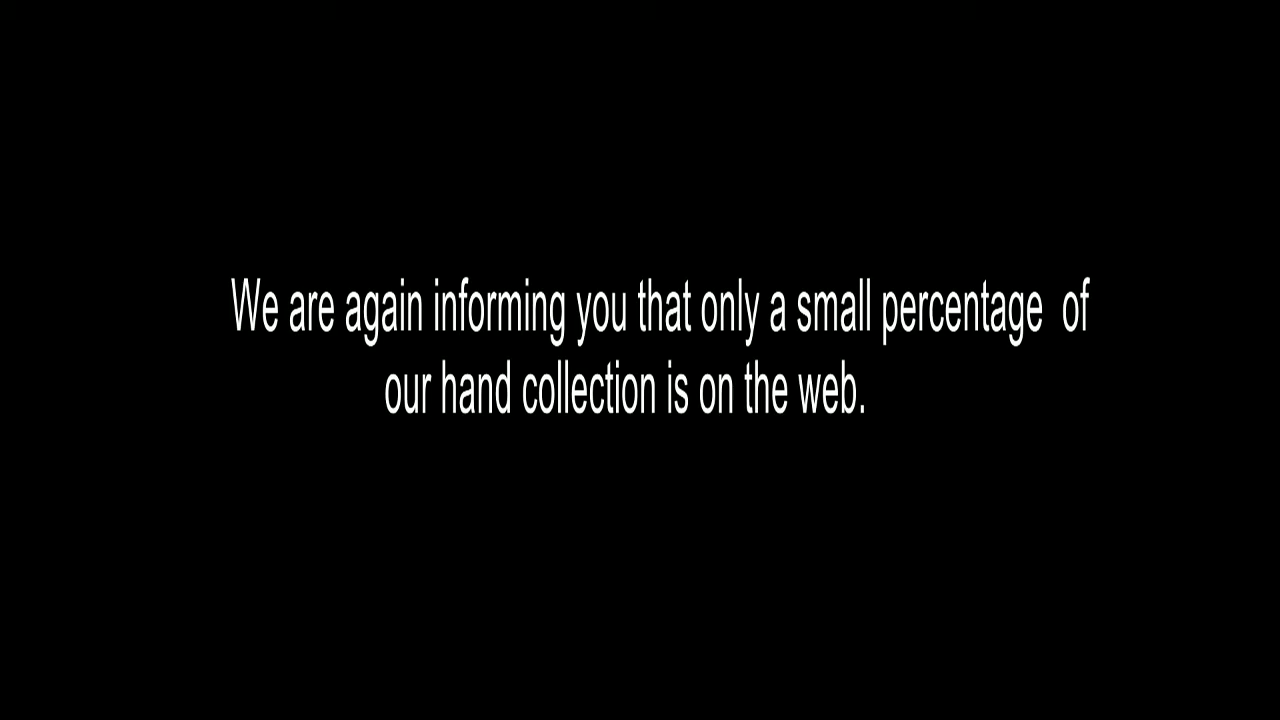 We are again informing you that only a small percentage  of
our hand collection is on the web.